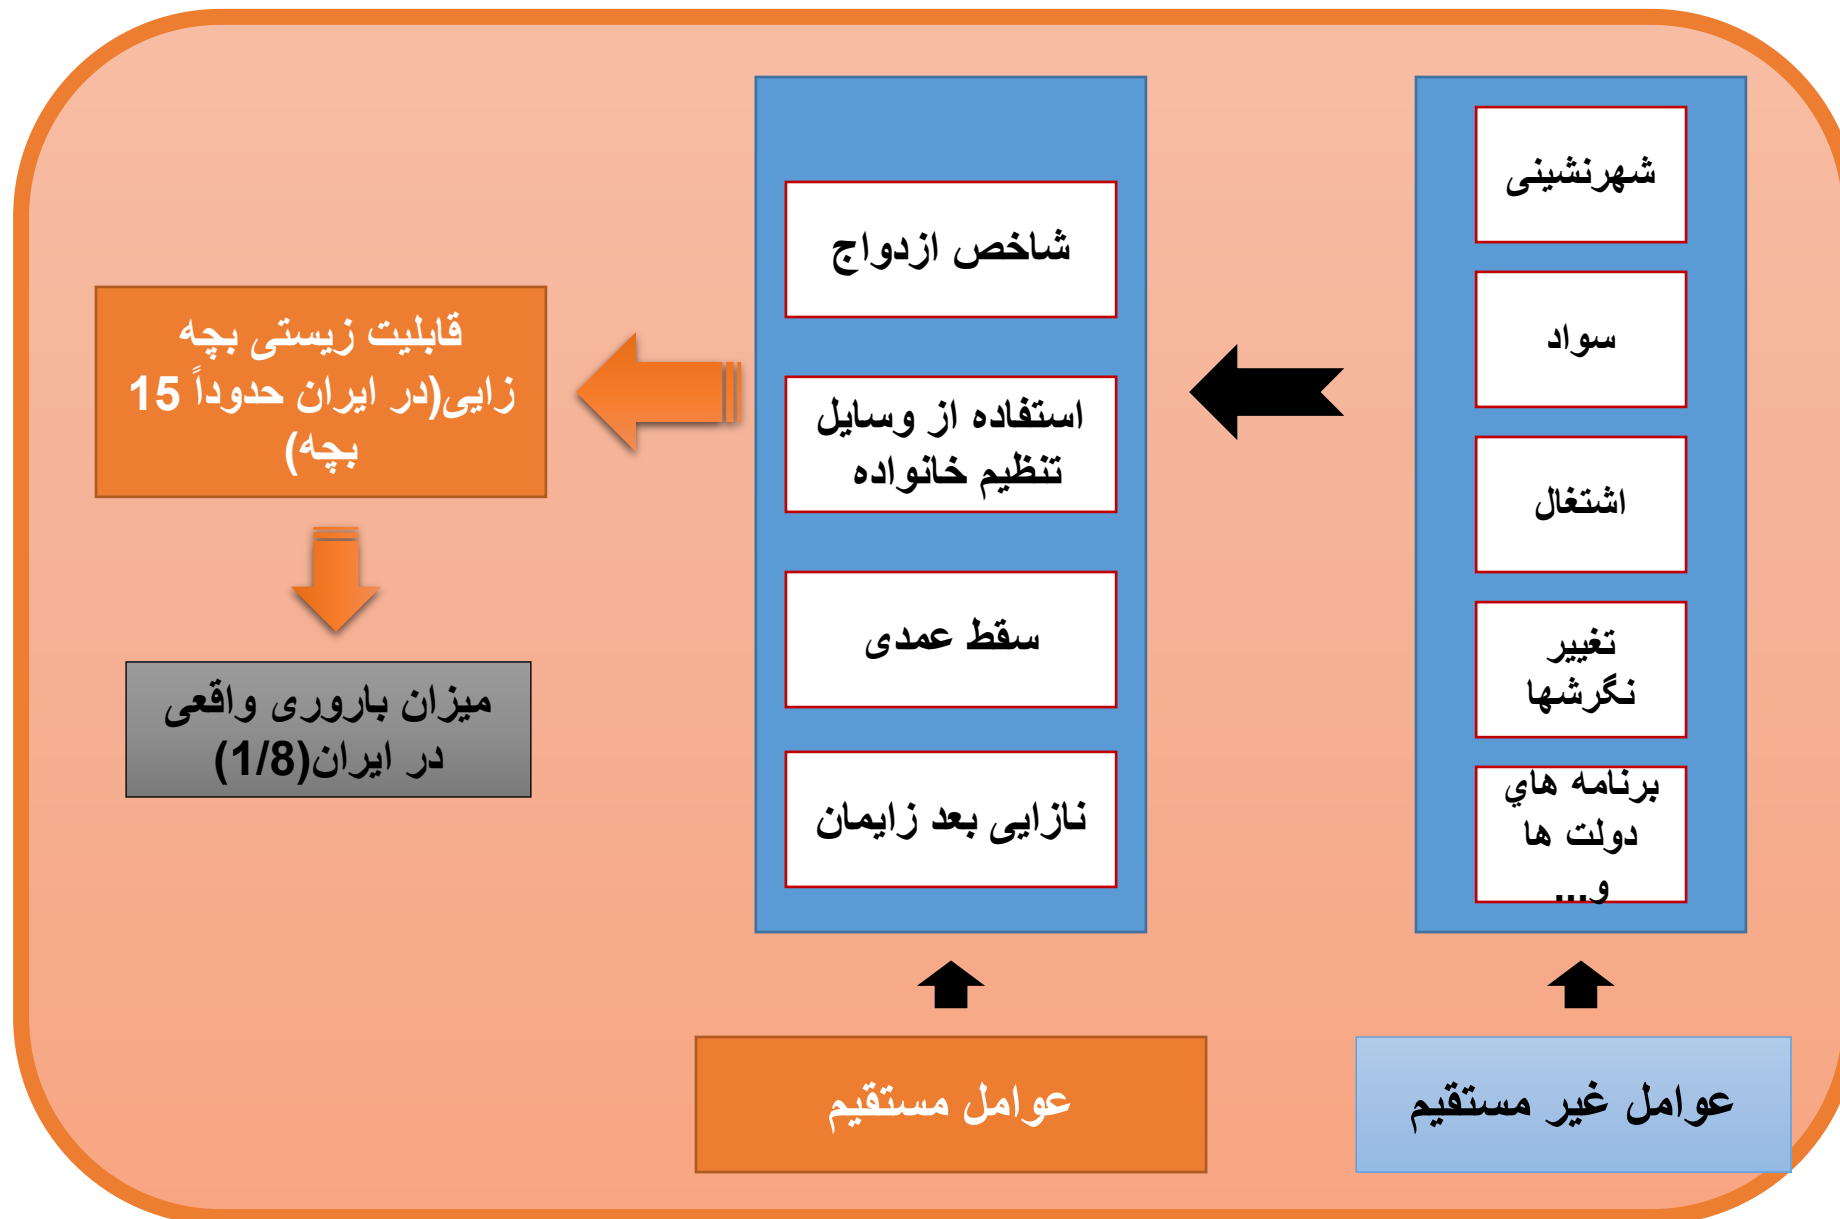 شهرنشینی
سواد
اشتغال
تغییر
نگرشها
برنامه هاي
دولت ها
و...
شاخص ازدواج
استفاده از وسایل
تنظیم خانواده
سقط عمدی
نازایی بعد زایمان
قابلیت زیستی بچه
زایی(در ایران حدوداً 15
بچه)
میزان باروری واقعی
در ایران(1/8)
عوامل غیر مستقیم
عوامل مستقیم